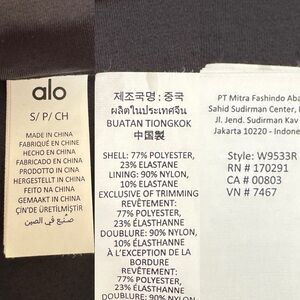 alo
S/ P/ CH
MADE IN CHINA
FABRIQUÉ EN CHINE
HECHO EN CHINA
FABRICADO EN CHINA
PRODOTTO IN CINA
HERGESTELLT IN CHINA
FEITO NA CHINA
GEMAAKT IN CHINA
ÇİN'DE ÜRETİLMİŞTİR
صنع في الصين
제조국명 : 중국
ผลิตในประเทศจีน
BUATAN TIONGKOK
中国製
SHELL: 77% POLYESTER,
23% ELASTANE
LINING: 90% NYLON,
10% ELASTANE
EXCLUSIVE OF TRIMMING
REVÊTEMENT:
77% POLYESTER,
23% ÉLASTHANNE
DOUBLURE: 90% NYLON,
10% ÉLASTHANNE
À L'EXCEPTION DE LA
BORDURE
REVÊTEMENT:
77% POLYESTER,
23% ÉLASTHANNE
DOUBLURE: 90% NYLON,
PT Mitra Fashindo Aba
Sahid Sudirman Center,
Jl. Jend. Sudirman Kav
Jakarta 10220 - Indone
Style: W9533R
RN # 170291
CA # 00803
VN # 7467